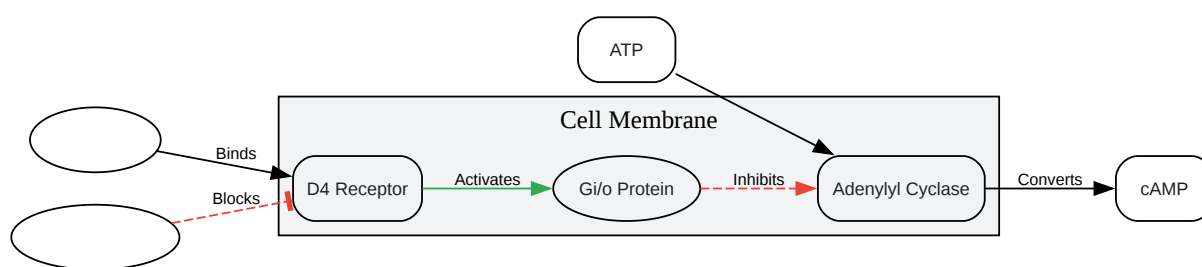 ATP
Cell Membrane
Binds
D4 Receptor
Activates
Gi/o Protein
Inhibits
Adenylyl Cyclase
Converts
cAMP
Blocks